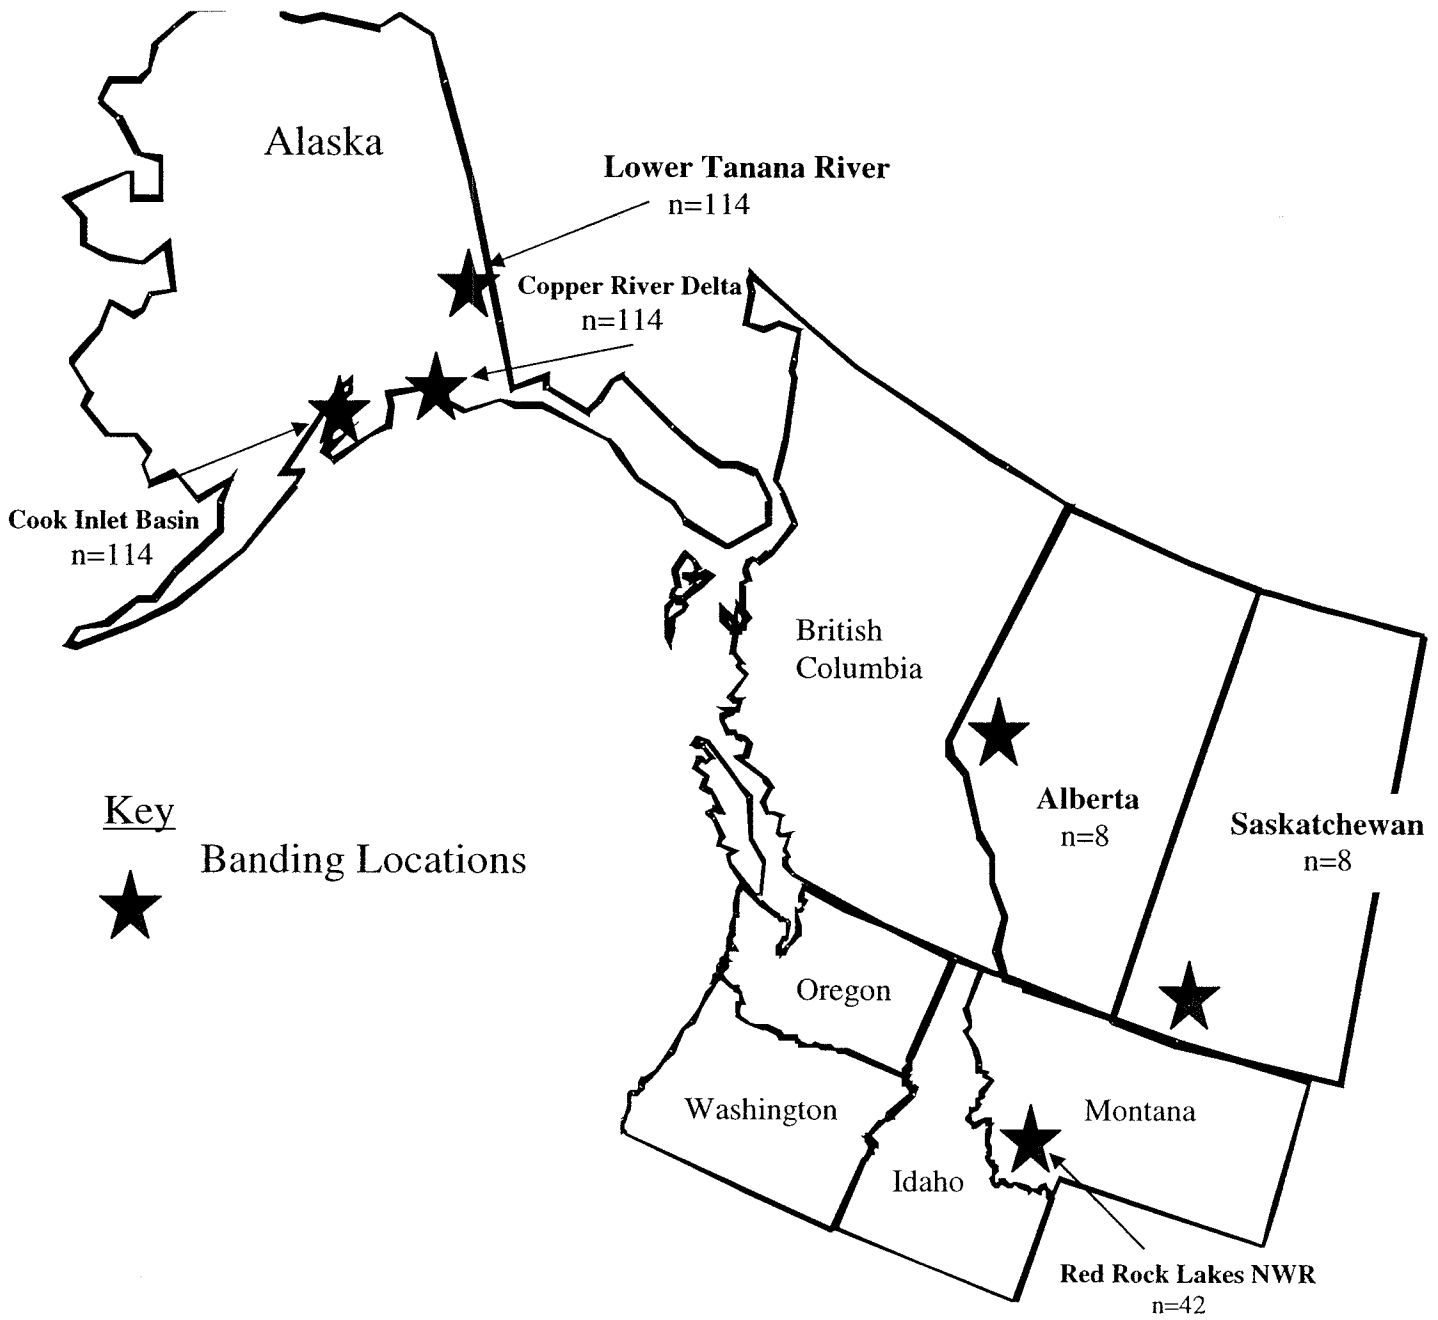 Alaska
Lower Tanana River
n=114
Copper River Delta
n=114
Cook Inlet Basin
n=114
British
Columbia
Key
Banding Locations
Alberta
n=8
Saskatchewan
n=8
Oregon
Washington
Montana
Idaho
Red Rock Lakes NWR
n=42